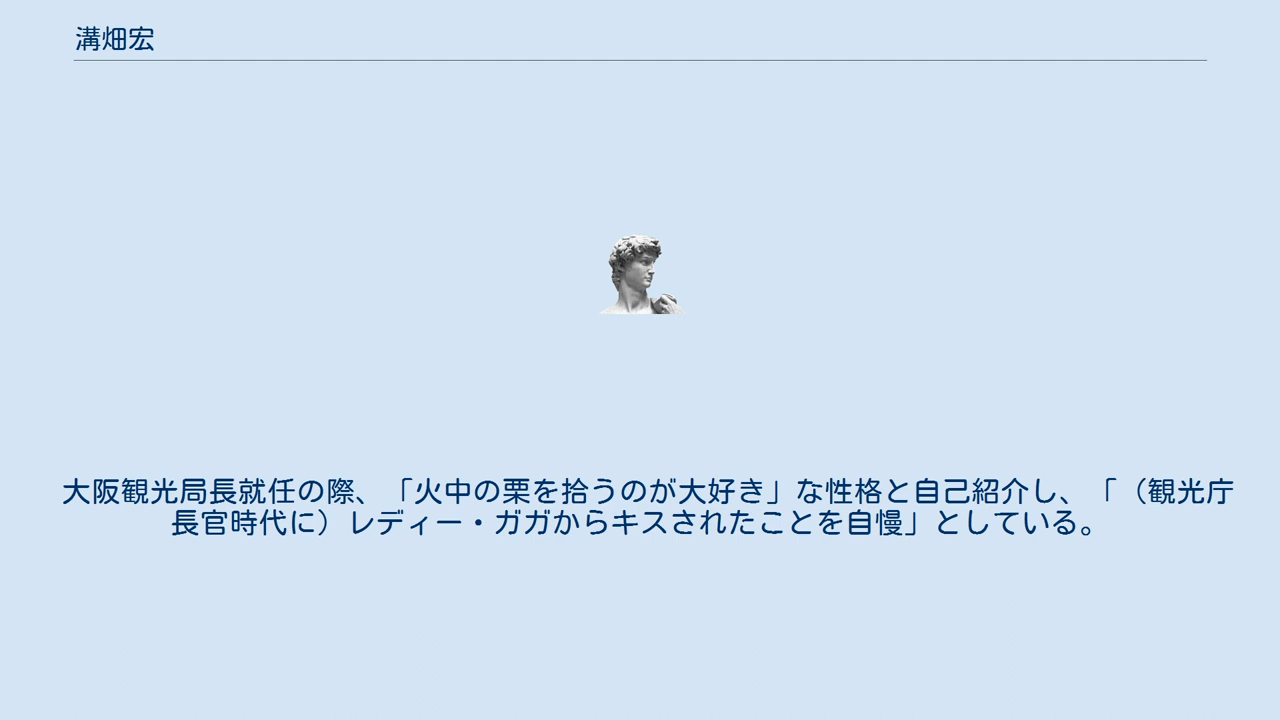 溝畑宏
大阪観光局長就任の際、「火中の栗を拾うのが大好き」な性格と自己紹介し、「（観光庁
長官時代に）レディー・ガガからキスされたことを自慢」としている。